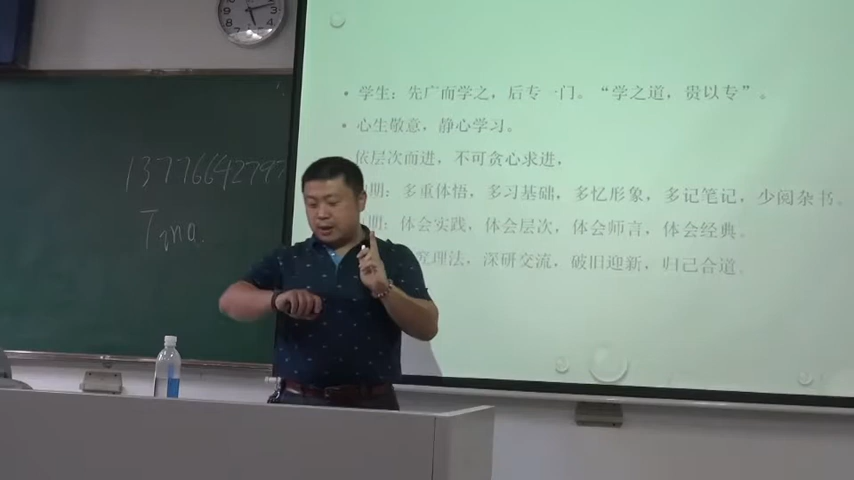 13776642797
• 学生：先广而学之，后专一门。“学之道，贵以专”。
• 心生敬意，静心学习。
依层次而进，不可贪心求进，
期：多重体悟，多习基础，多忆形象，多记笔记，少阅杂书。
期：体会实践，体会层次，体会师言，体会经典。
究理法，深研交流，破旧迎新，归己合道